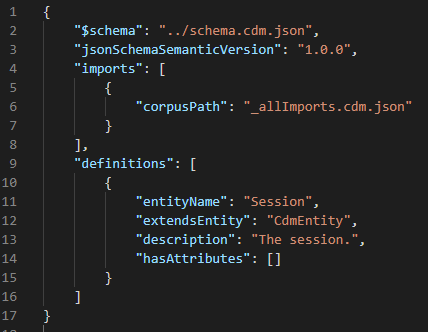 1 {
2     "$schema": "../schema.cdm.json",
3     "jsonSchemaSemanticVersion": "1.0.0",
4     "imports": [
5         {
6             "corpusPath": "_allImports.cdm.json"
7         }
8     ],
9     "definitions": [
10         {
11             "entityName": "Session",
12             "extendsEntity": "CdmEntity",
13             "description": "The session.",
14             "hasAttributes": []
15         }
16     ]
17 }